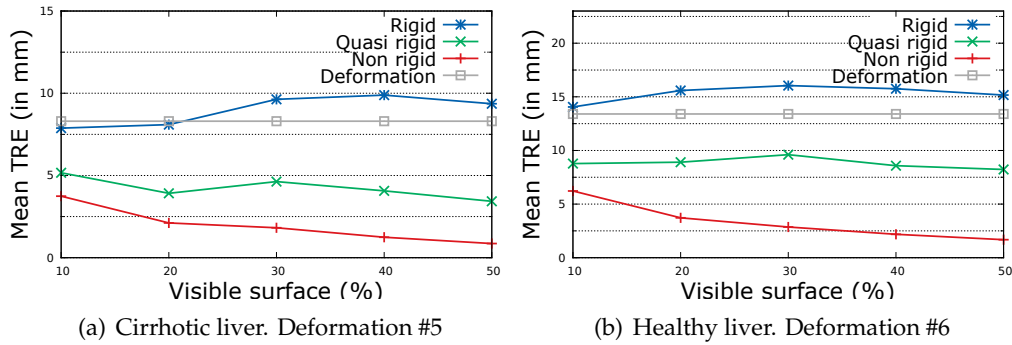 15
10
5
0
10
20
30
40
50
Mean TRE (in mm)
Visible surface (%)
Rigid
Quasi rigid
Non rigid
Deformation
(a) Cirrhotic liver. Deformation #5
20
15
10
5
0
10
20
30
40
50
Mean TRE (in mm)
Visible surface (%)
Rigid
Quasi rigid
Non rigid
Deformation
(b) Healthy liver. Deformation #6